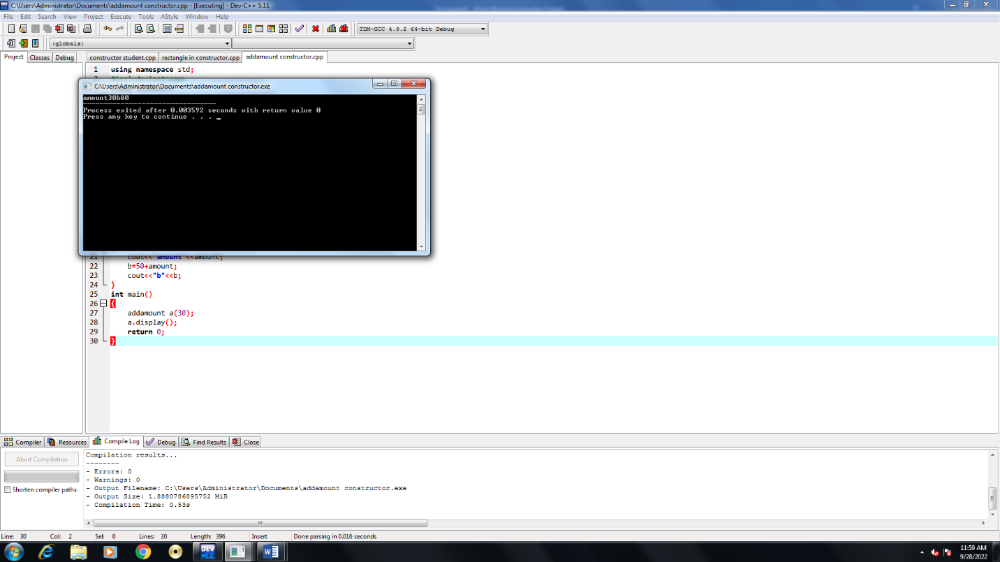 C:\Users\Administrator\Documents\addamount constructor.cpp - [Executing] - Dev-C++ 5.11
File Edit Search View Project Execute Tools AStyle Window Help
TDM-GCC 4.9.2 64-bit Debug
(globals)
Project Classes Debug constructor student.cpp rectangle in constructor.cpp addamount constructor.cpp
1 using namespace std;
C:\Users\Administrator\Documents\addamount constructor.exe
amount30b80
--------------------------------
Process exited after 0.003592 seconds with return value 0
Press any key to continue . . . _
21 cout<<"amount"<<amount;
22 b=50+amount;
23 cout<<"b"<<b;
24 }
25 int main()
26 {
27 addamount a(30);
28 a.display();
29 return 0;
30 }
Compiler Resources Compile Log Debug Find Results Close
Abort Compilation
Shorten compiler paths
Compilation results...
--------
- Errors: 0
- Warnings: 0
- Output Filename: C:\Users\Administrator\Documents\addamount constructor.exe
- Output Size: 1.8880786895752 MiB
- Compilation Time: 0.53s
Line: 30 Col: 2 Sel: 0 Lines: 30 Length: 396 Insert Done parsing in 0.016 seconds
DEV
W
11:59 AM
9/28/2022